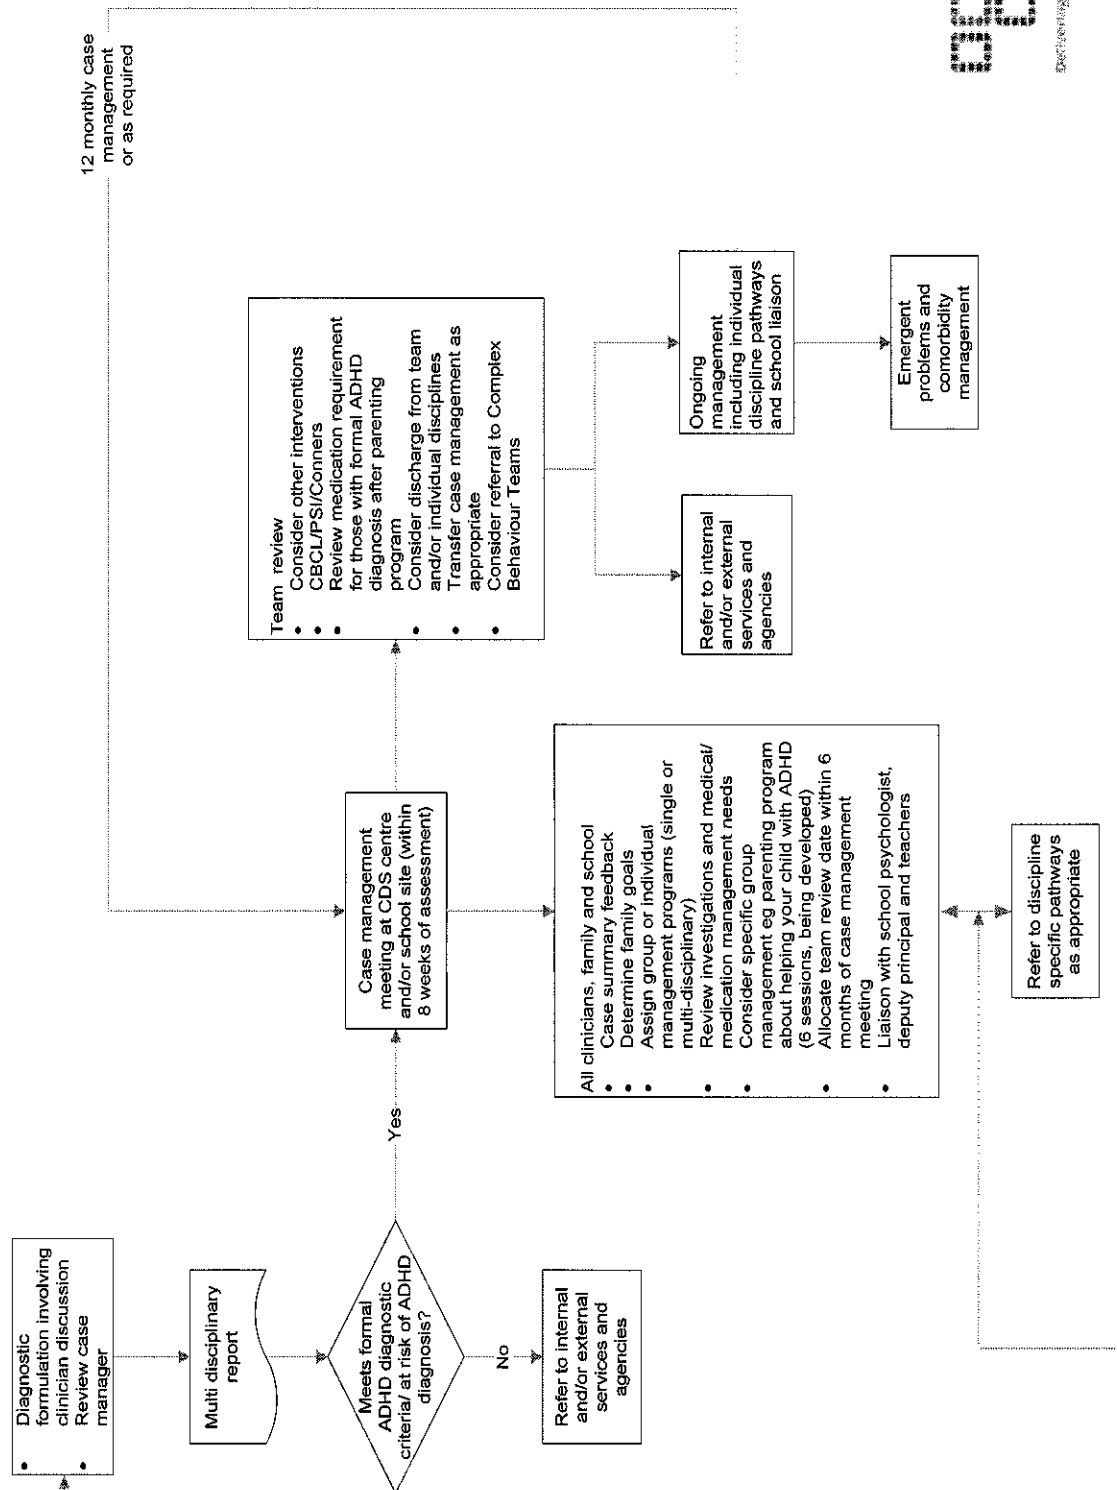 • Diagnostic
formulation involving
clinician discussion
• Review case
manager
Multi disciplinary
report
Meets formal
ADHD diagnostic
criteria/ at risk of ADHD
diagnosis?
Yes
No
Refer to internal
and/or external
services and
agencies
12 monthly case
management
or as required
Case management
meeting at CDS centre
and/or school site (within
8 weeks of assessment)
All clinicians, family and school
• Case summary feedback
• Determine family goals
• Assign group or individual
management programs (single or
multi-disciplinary)
• Review investigations and medical/
medication management needs
• Consider specific group
management eg parenting program
about helping your child with ADHD
(6 sessions, being developed)
• Allocate team review date within 6
months of case management
meeting
• Liaison with school psychologist,
deputy principal and teachers
Refer to discipline
specific pathways
as appropriate
Team review
• Consider other interventions
• CBCL/PSI/Conners
• Review medication requirement
for those with formal ADHD
diagnosis after parenting
program
• Consider discharge from team
and/or individual disciplines
• Transfer case management as
appropriate
• Consider referral to Complex
Behaviour Teams
Refer to internal
and/or external
services and
agencies
Ongoing
management
including individual
discipline pathways
and school liaison
Emergent
problems and
comorbidity
management